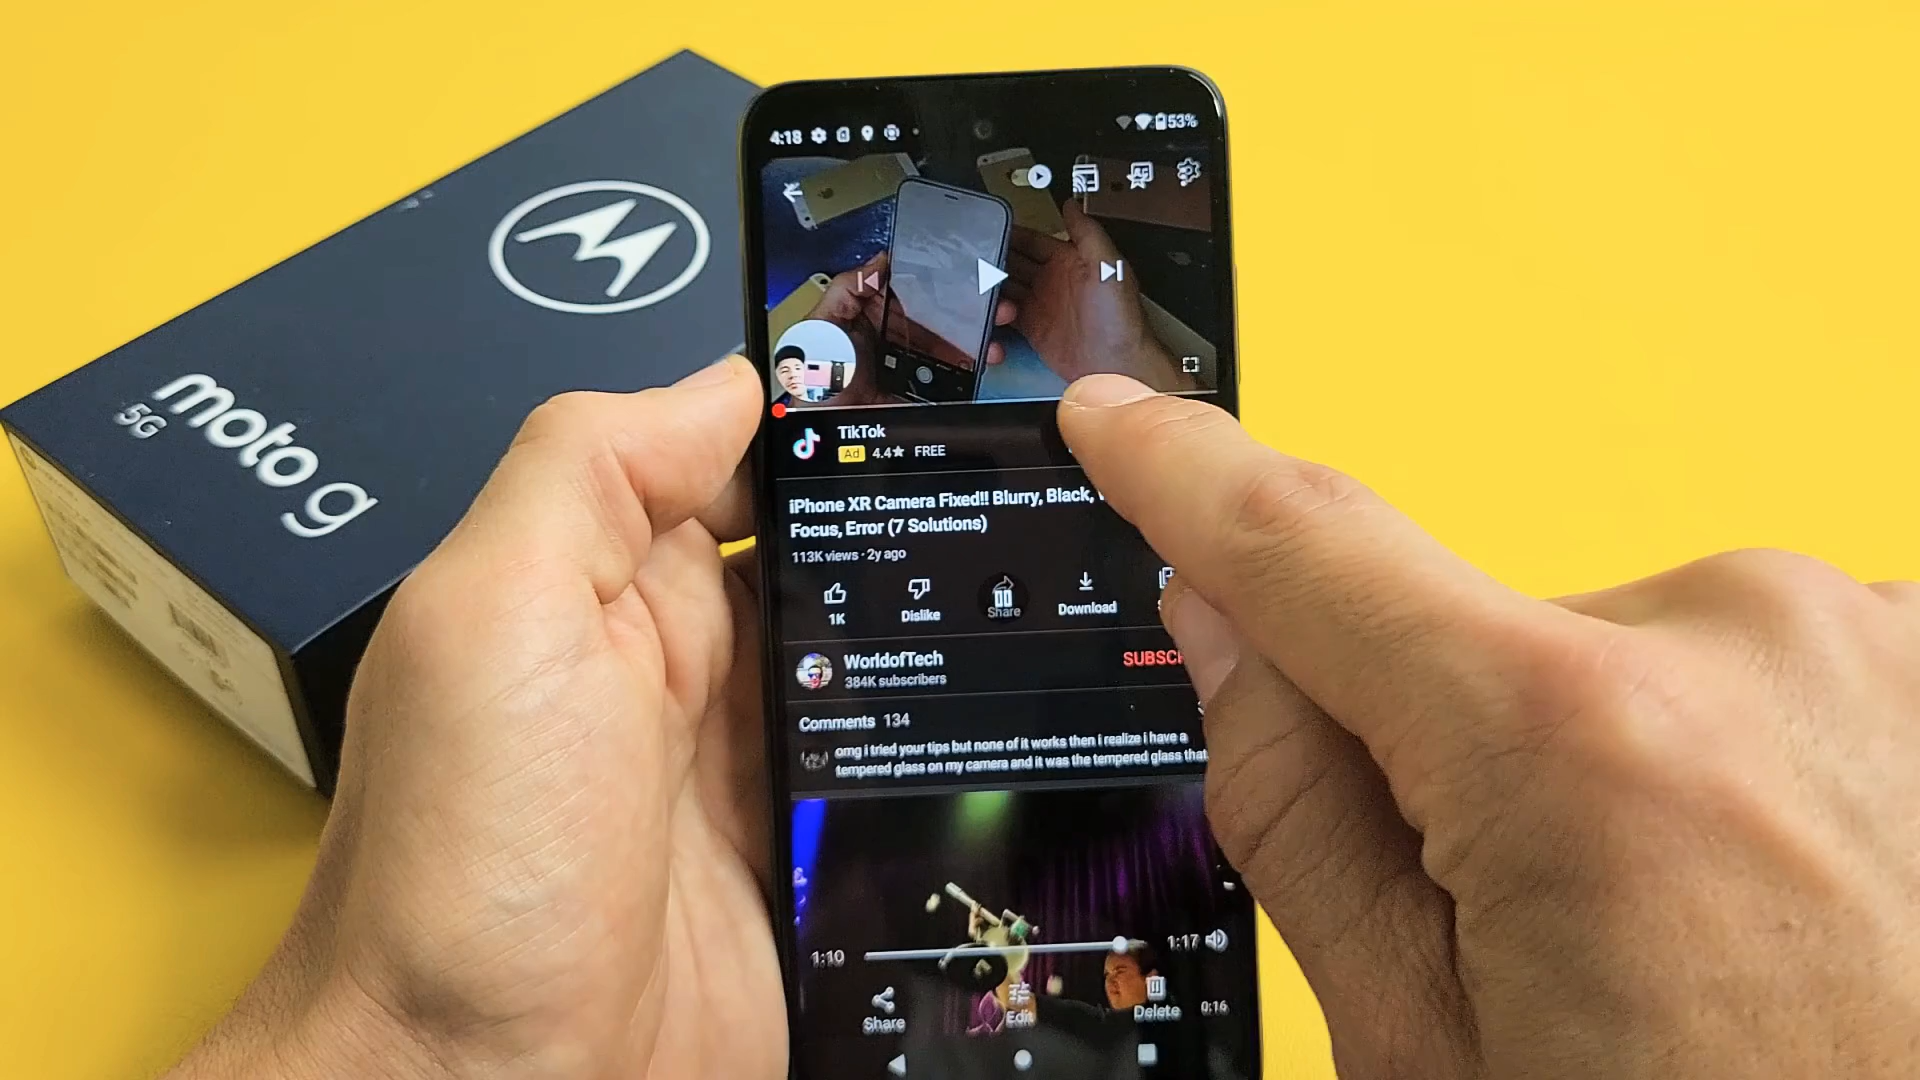 moto g
5G
4:18
53%
TikTok
Ad 4.4★ FREE
iPhone XR Camera Fixed!! Blurry, Black,
Focus, Error (7 Solutions)
113K views · 2y ago
1K
Dislike
Share
Download
WorldofTech
SUBSC
384K subscribers
Comments 134
omg i tried your tips but none of it works then i realize i have a
tempered glass on my camera and it was the tempered glass that
1:10
1:17
Share
Edit
Delete
0:16